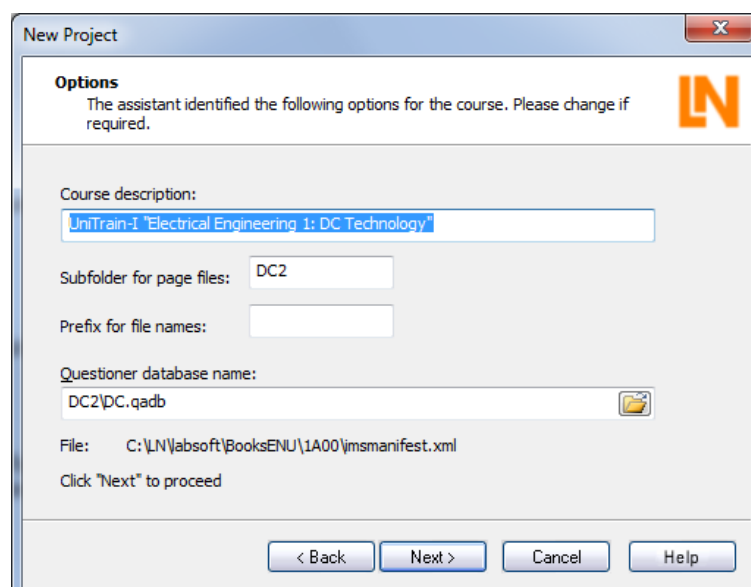 New Project
x
Options
The assistant identified the following options for the course. Please change if
required.
LN
Course description:
UniTrain-I "Electrical Engineering 1: DC Technology"
Subfolder for page files:
DC2
Prefix for file names:
Questioner database name:
DC2\DC.qadb
File: C:\LN\labsoft\BooksENU\1A00\imsmanifest.xml
Click "Next" to proceed
< Back Next > Cancel Help